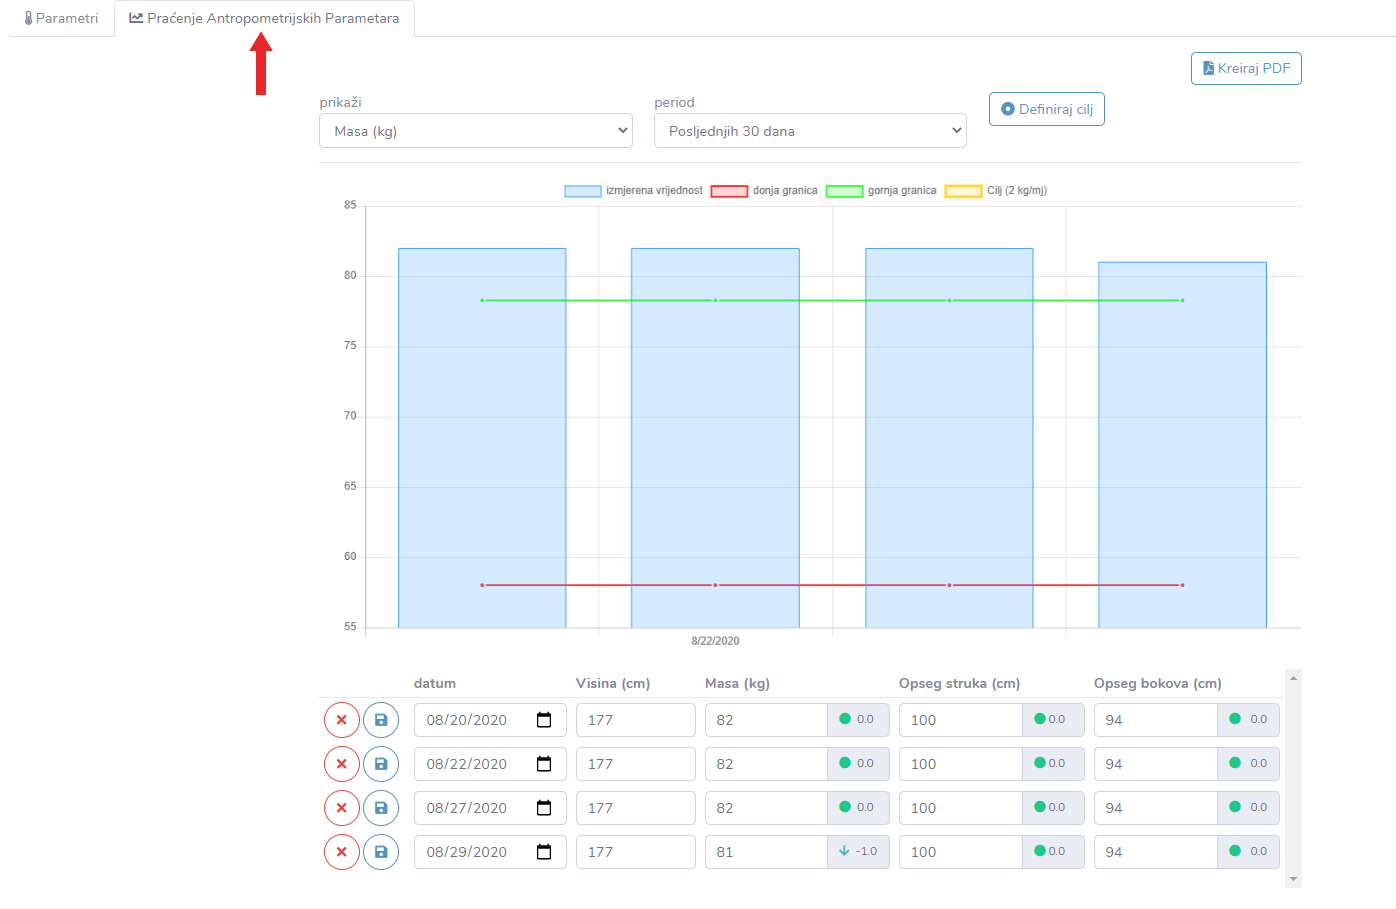 Parametri
Praćenje Antropometrijskih Parametara
Kreiraj PDF
prikaži
period
Masa (kg)
Posljednjih 30 dana
Definiraj cilj
izmjerena vrijednost donja granica gornja granica Cilj (2 kg/mj)
85
80
75
70
65
60
55
8/22/2020
datum Visina (cm) Masa (kg) Opseg struka (cm) Opseg bokova (cm)
08/20/2020 177 82 0.0 100 0.0 94 0.0
08/22/2020 177 82 0.0 100 0.0 94 0.0
08/27/2020 177 82 0.0 100 0.0 94 0.0
08/29/2020 177 81 -1.0 100 0.0 94 0.0